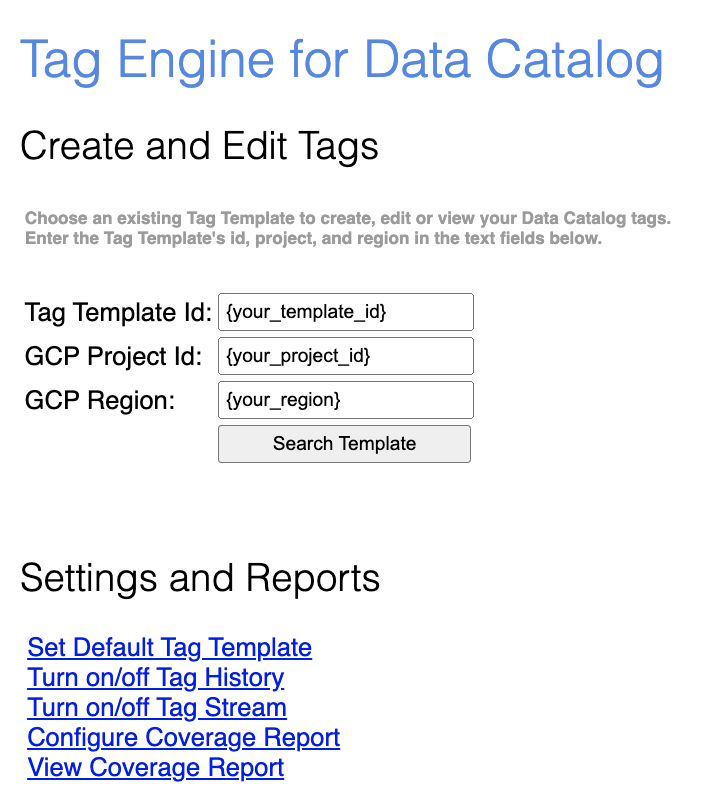 Tag Engine for Data Catalog
Create and Edit Tags
Choose an existing Tag Template to create, edit or view your Data Catalog tags.
Enter the Tag Template's id, project, and region in the text fields below.
Tag Template Id: {your_template_id}
GCP Project Id: {your_project_id}
GCP Region: {your_region}
Search Template
Settings and Reports
Set Default Tag Template
Turn on/off Tag History
Turn on/off Tag Stream
Configure Coverage Report
View Coverage Report